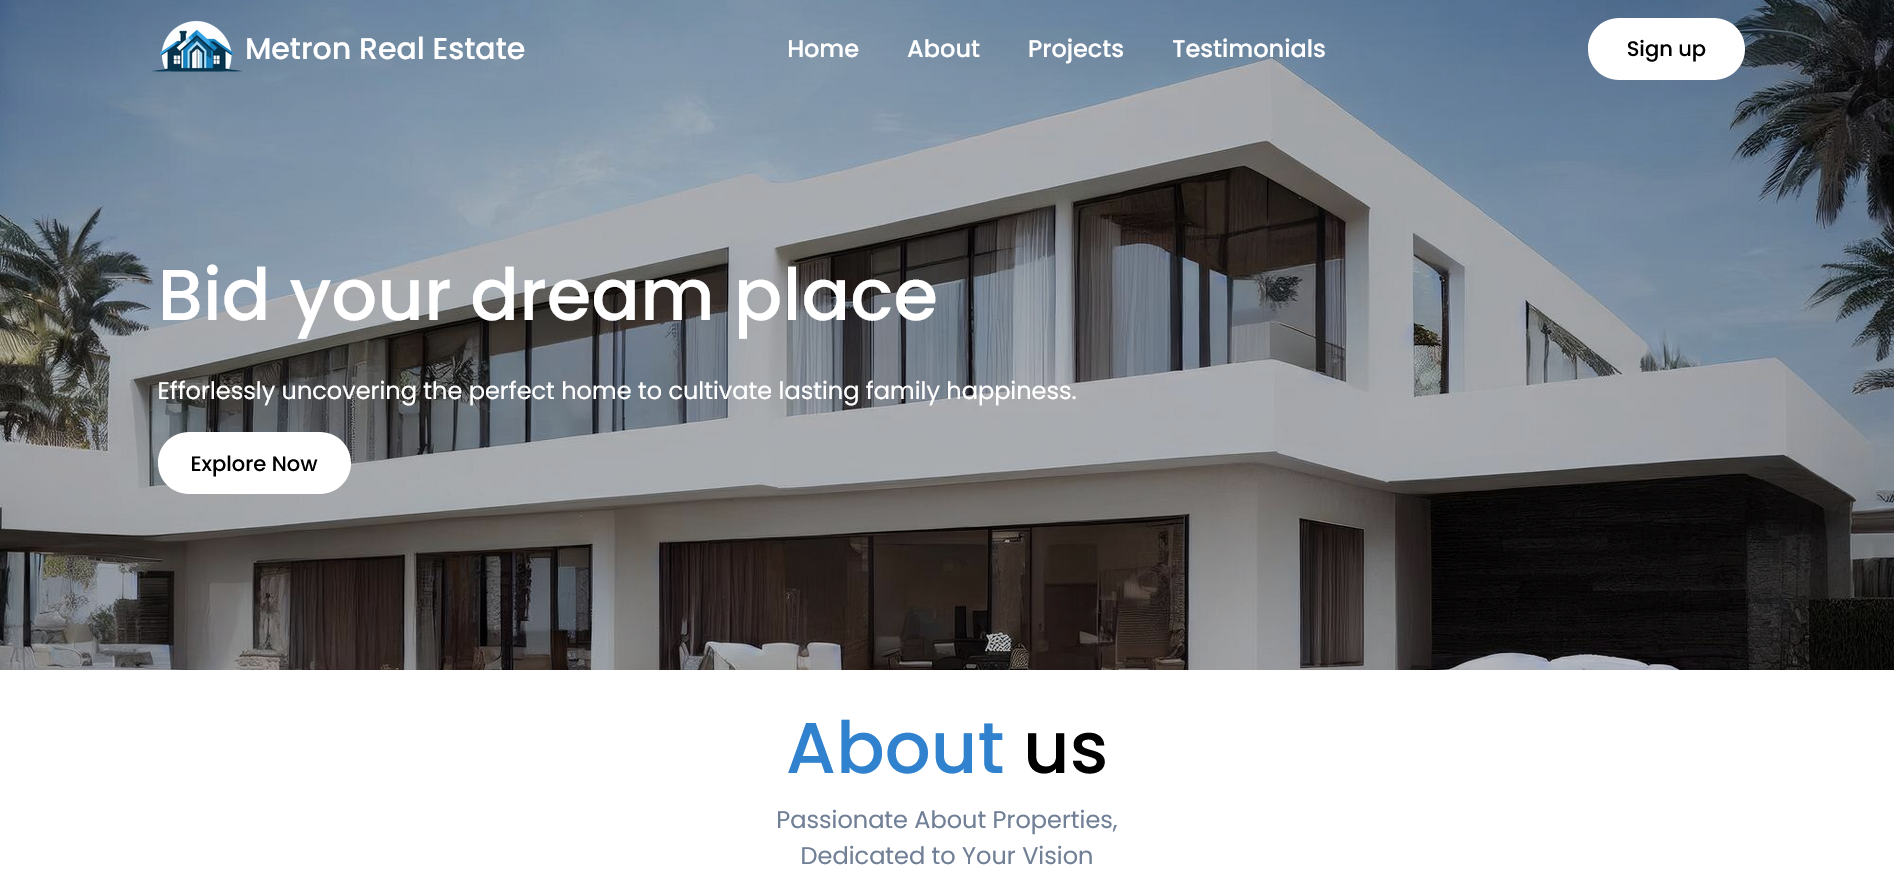 Metron Real Estate
Home
About
Projects
Testimonials
Sign up
Bid your dream place
Efforlessly uncovering the perfect home to cultivate lasting family happiness.
Explore Now
About us
Passionate About Properties,
Dedicated to Your Vision